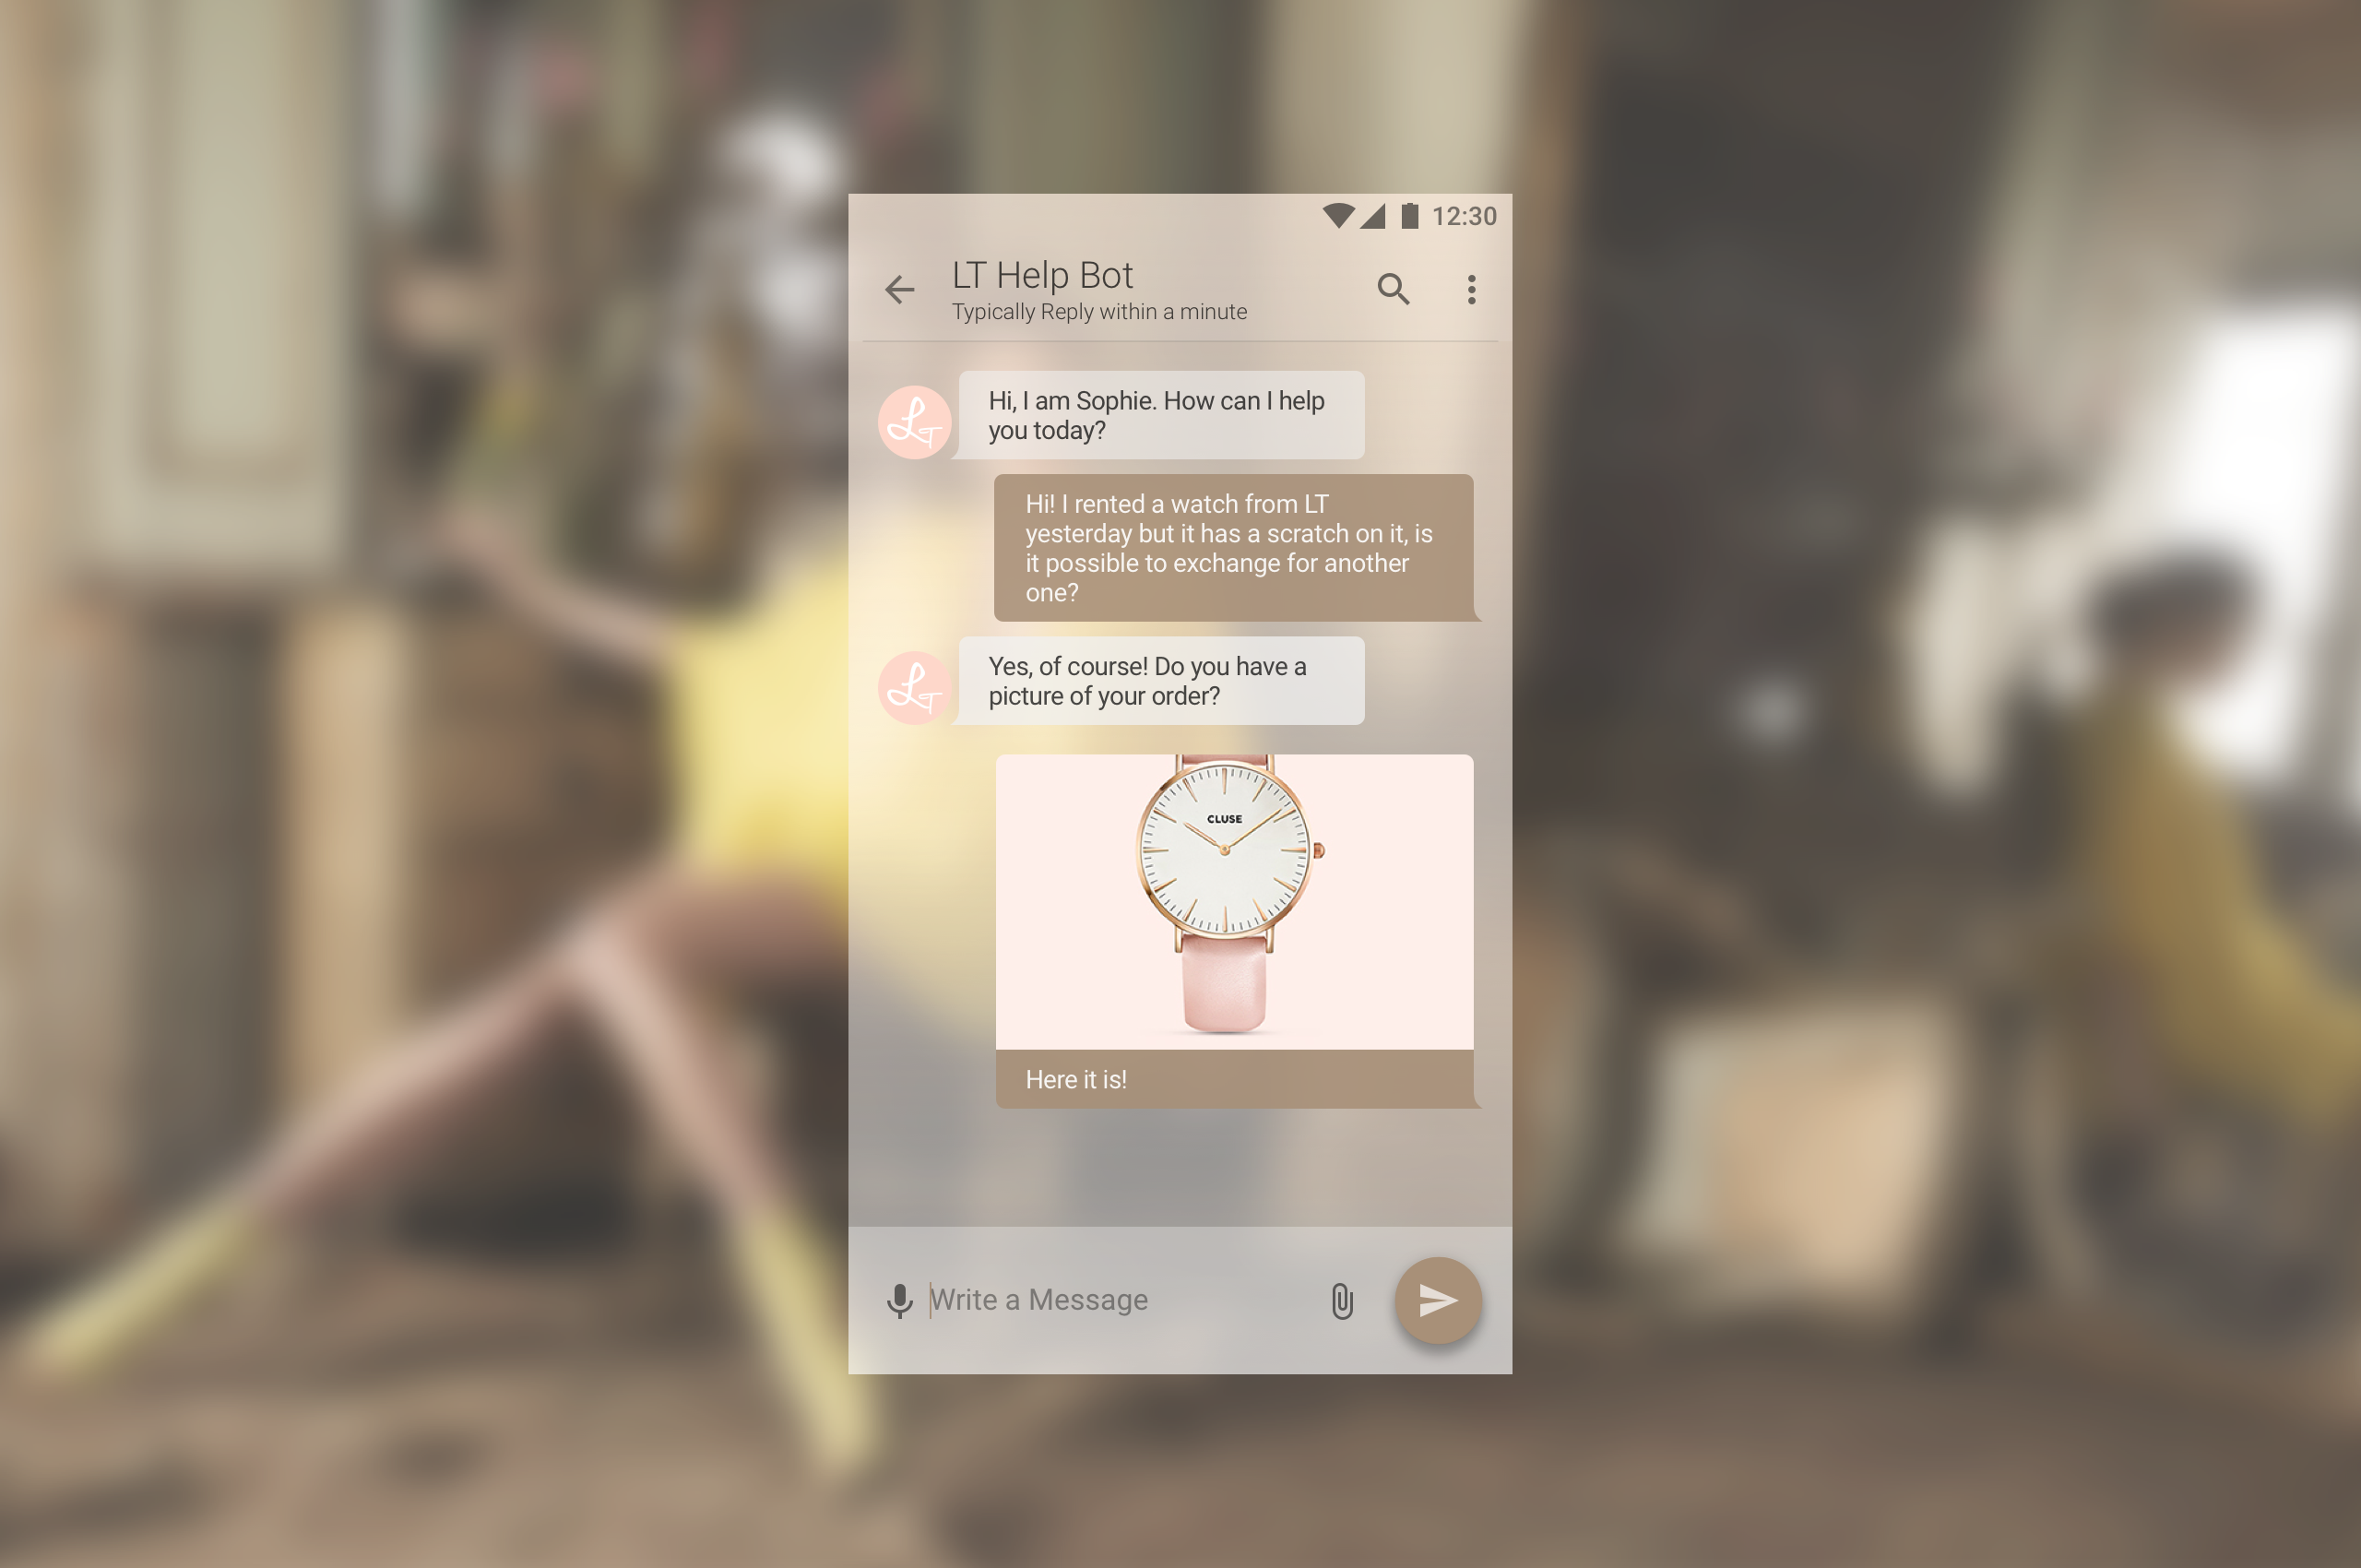 12:30
LT Help Bot
Typically Reply within a minute
Hi, I am Sophie. How can I help
you today?
LT
Hi! I rented a watch from LT
yesterday but it has a scratch on it, is
it possible to exchange for another
one?
Yes, of course! Do you have a
picture of your order?
LT
CLUSE
Here it is!
Write a Message